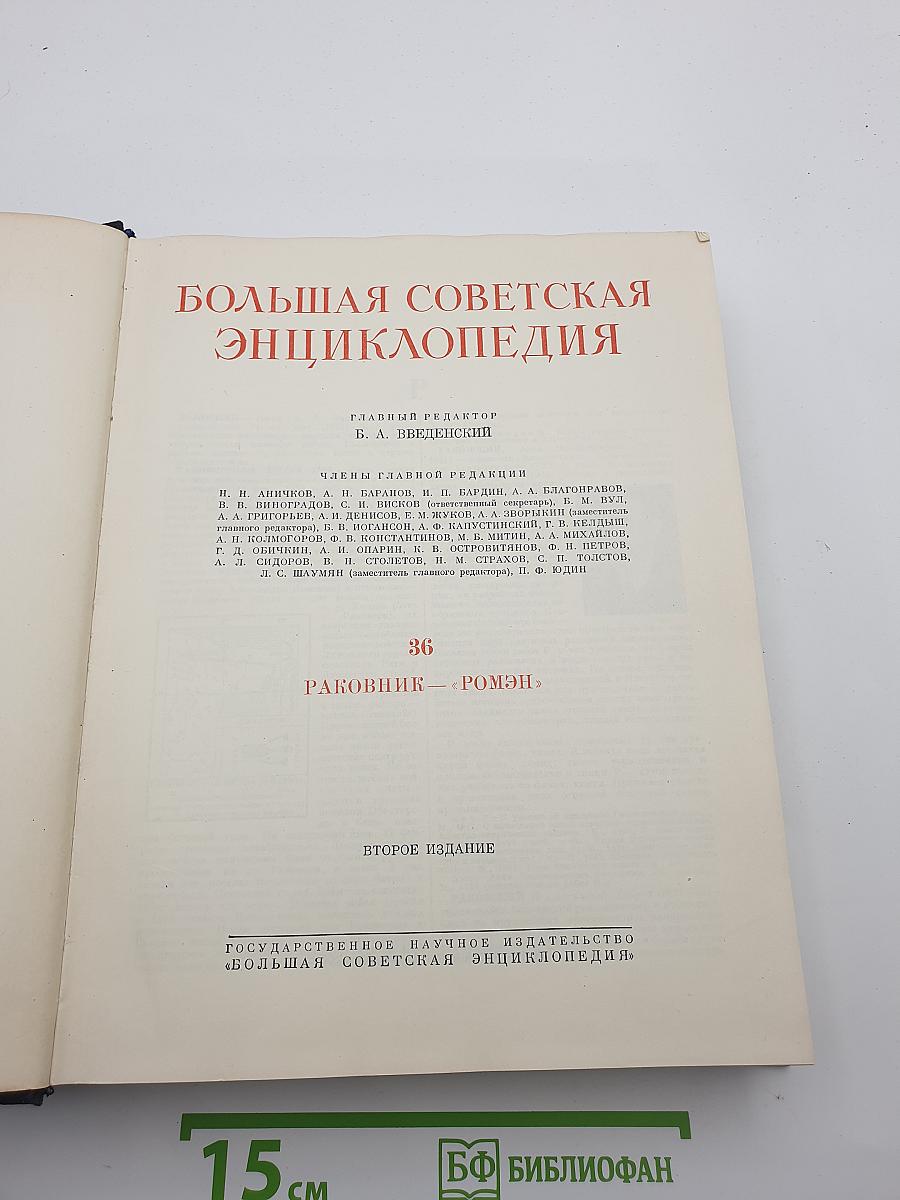 БОЛЬШАЯ СОВЕТСКАЯ
ЭНЦИКЛОПЕДИЯ
ГЛАВНЫЙ РЕДАКТОР
Б. А. ВВЕДЕНСКИЙ
ЧЛЕНЫ ГЛАВНОЙ РЕДАКЦИИ
Н. Н. АНИЧКОВ, А. Н. БАРАНОВ, И. П. БАРДИН, А. А. БЛАГОНРАВОВ,
В. В. ВИНОГРАДОВ, С. И. ВИСКОВ (ответственный секретарь), Б. М. ВУЛ,
А. А. ГРИГОРЬЕВ, А. И. ДЕНИСОВ, Е. М. ЖУКОВ, А. А. ЗВОРЫКИН (заместитель
главного редактора), Б. В. ИОГАНСОН, А. Ф. КАПУСТИНСКИЙ, Г. В. КЕЛДЫШ,
А. Н. КОЛМОГОРОВ, Ф. В. КОНСТАНТИНОВ, М. Б. МИТИН, А. А. МИХАЙЛОВ,
Г. Д. ОБИЧКИН, А. И. ОПАРИН, К. В. ОСТРОВИТЯНОВ, Ф. Н. ПЕТРОВ,
А. Л. СИДОРОВ, В. Н. СТОЛЕТОВ, Н. М. СТРАХОВ, С. П. ТОЛСТОВ,
Л. С. ШАУМЯН (заместитель главного редактора), П. Ф. ЮДИН
36
РАКОВНИК — «РОМЭН»
ВТОРОЕ ИЗДАНИЕ
ГОСУДАРСТВЕННОЕ НАУЧНОЕ ИЗДАТЕЛЬСТВО
«БОЛЬШАЯ СОВЕТСКАЯ ЭНЦИКЛОПЕДИЯ»
15 см БФ БИБЛИОФАН